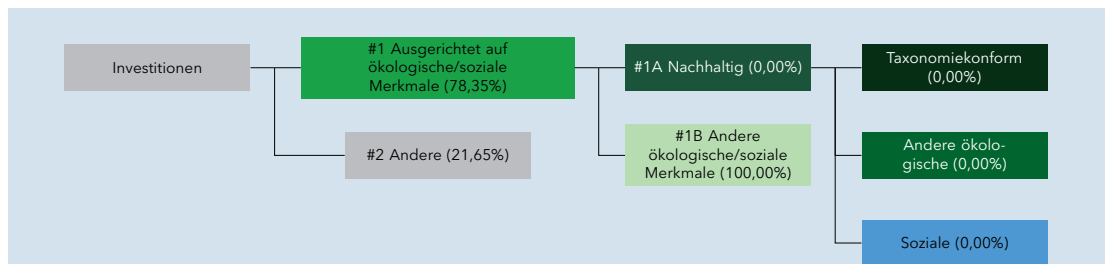 Investitionen
#1 Ausgerichtet auf
ökologische/soziale
Merkmale (78,35%)
#2 Andere (21,65%)
#1A Nachhaltig (0,00%)
#1B Andere
ökologische/soziale
Merkmale (100,00%)
Taxonomiekonform
(0,00%)
Andere ökolo-
gische (0,00%)
Soziale (0,00%)